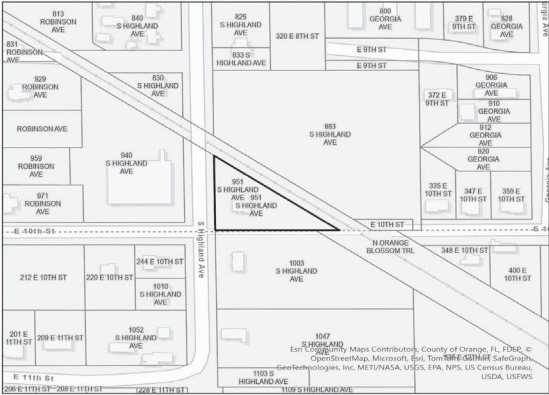 813
ROBINSON
AVE
840
S HIGHLAND
AVE
825
S HIGHLAND
AVE
833 S
HIGHLAND AVE
320 E 8TH ST
800
GEORGIA
AVE
379 E
9TH ST
828
GEORGIA
AVE
831
ROBINSON
AVE
E 9TH ST
E 9TH ST
929
ROBINSON
AVE
830
S HIGHLAND
AVE
372 E
9TH ST
906
GEORGIA
AVE
910
GEORGIA
AVE
ROBINSON AVE
883
S HIGHLAND
AVE
912
GEORGIA
AVE
920
GEORGIA
AVE
959
ROBINSON
AVE
940
S HIGHLAND
AVE
951
S HIGHLAND
AVE
951
S HIGHLAND
AVE
335 E
10TH ST
347 E
10TH ST
359 E
10TH ST
971
ROBINSON
AVE
E 10TH ST
E 10th St
S Highland Ave
N ORANGE
BLOSSOM TRL
348 E 10TH ST
400 E
10TH ST
212 E 10TH ST
220 E 10TH ST
244 E 10TH ST
1010
S HIGHLAND
AVE
1003
S HIGHLAND
AVE
201 E
11TH ST
209 E 11TH ST
1052
S HIGHLAND
AVE
1047
S HIGHLAND
AVE
E 11th St
206 E 11TH ST
208 E 11TH ST
228 E 11TH ST
1103 S
HIGHLAND AVE
1109 S HIGHLAND AVE
Esri Community Maps Contributors, County of Orange, FL, FDEP, ©
OpenStreetMap, Microsoft, Esri, TomTom, Garmin, SafeGraph,
GeoTechnologies, Inc, METI/NASA, USGS, EPA, NPS, US Census Bureau,
USDA, USFWS